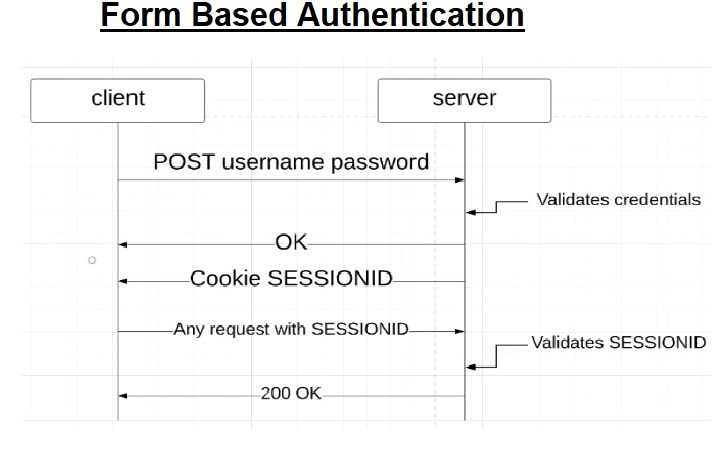 Form Based Authentication
client
server
POST username password
Validates credentials
OK
Cookie SESSIONID
Any request with SESSIONID
Validates SESSIONID
200 OK